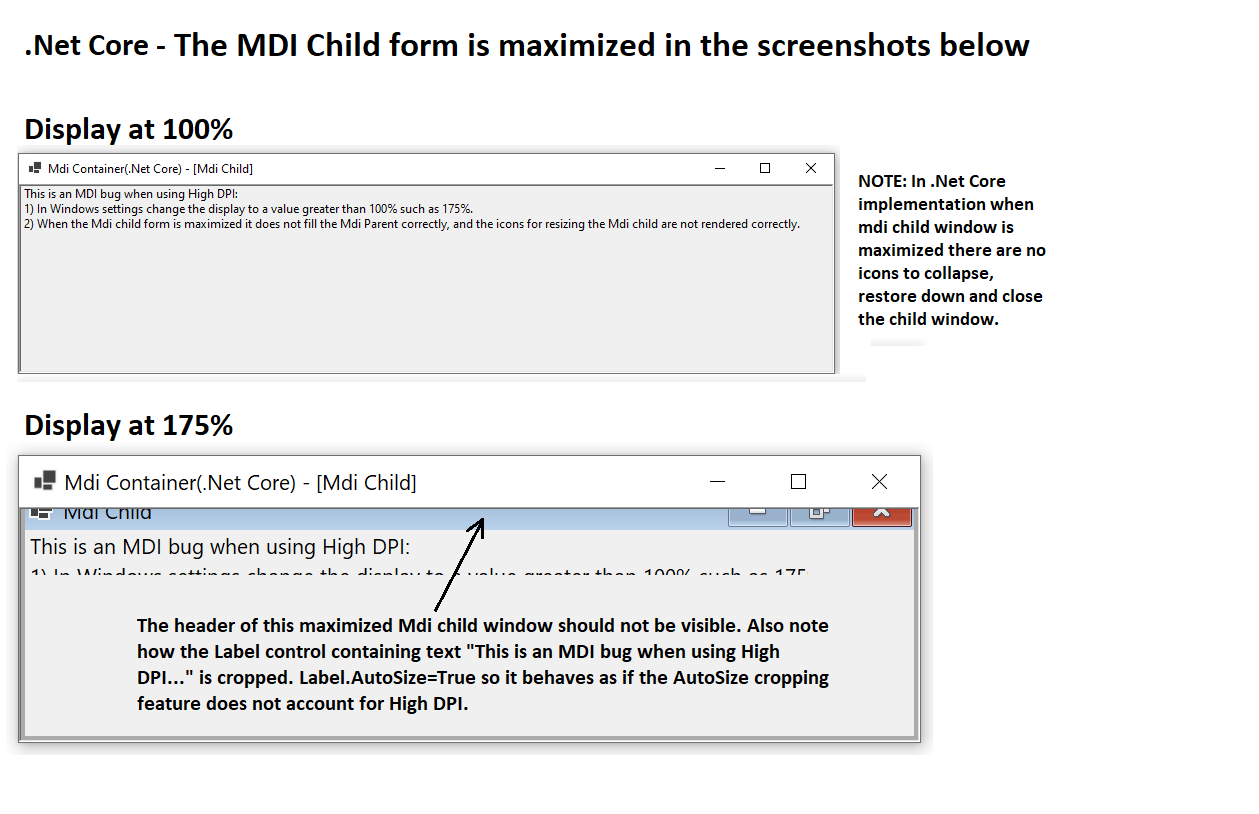 .Net Core - The MDI Child form is maximized in the screenshots below
Display at 100%
Mdi Container(.Net Core) - [Mdi Child]
This is an MDI bug when using High DPI:
1) In Windows settings change the display to a value greater than 100% such as 175%.
2) When the Mdi child form is maximized it does not fill the Mdi Parent correctly, and the icons for resizing the Mdi child are not rendered correctly.
NOTE: In .Net Core
implementation when
mdi child window is
maximized there are no
icons to collapse,
restore down and close
the child window.
Display at 175%
Mdi Container(.Net Core) - [Mdi Child]
Mdi Child
This is an MDI bug when using High DPI:
1) In Windows settings change the display to a value greater than 100% such as 175
The header of this maximized Mdi child window should not be visible. Also note
how the Label control containing text "This is an MDI bug when using High
DPI..." is cropped. Label.AutoSize=True so it behaves as if the AutoSize cropping
feature does not account for High DPI.